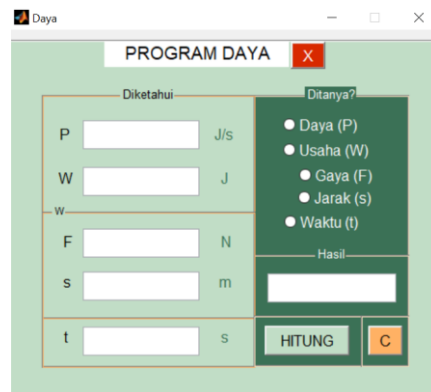 Daya
PROGRAM DAYA X
Diketahui
P J/s
W J
W
F N
s m
t s
Ditanya?
Daya (P)
Usaha (W)
Gaya (F)
Jarak (s)
Waktu (t)
Hasil
HITUNG C